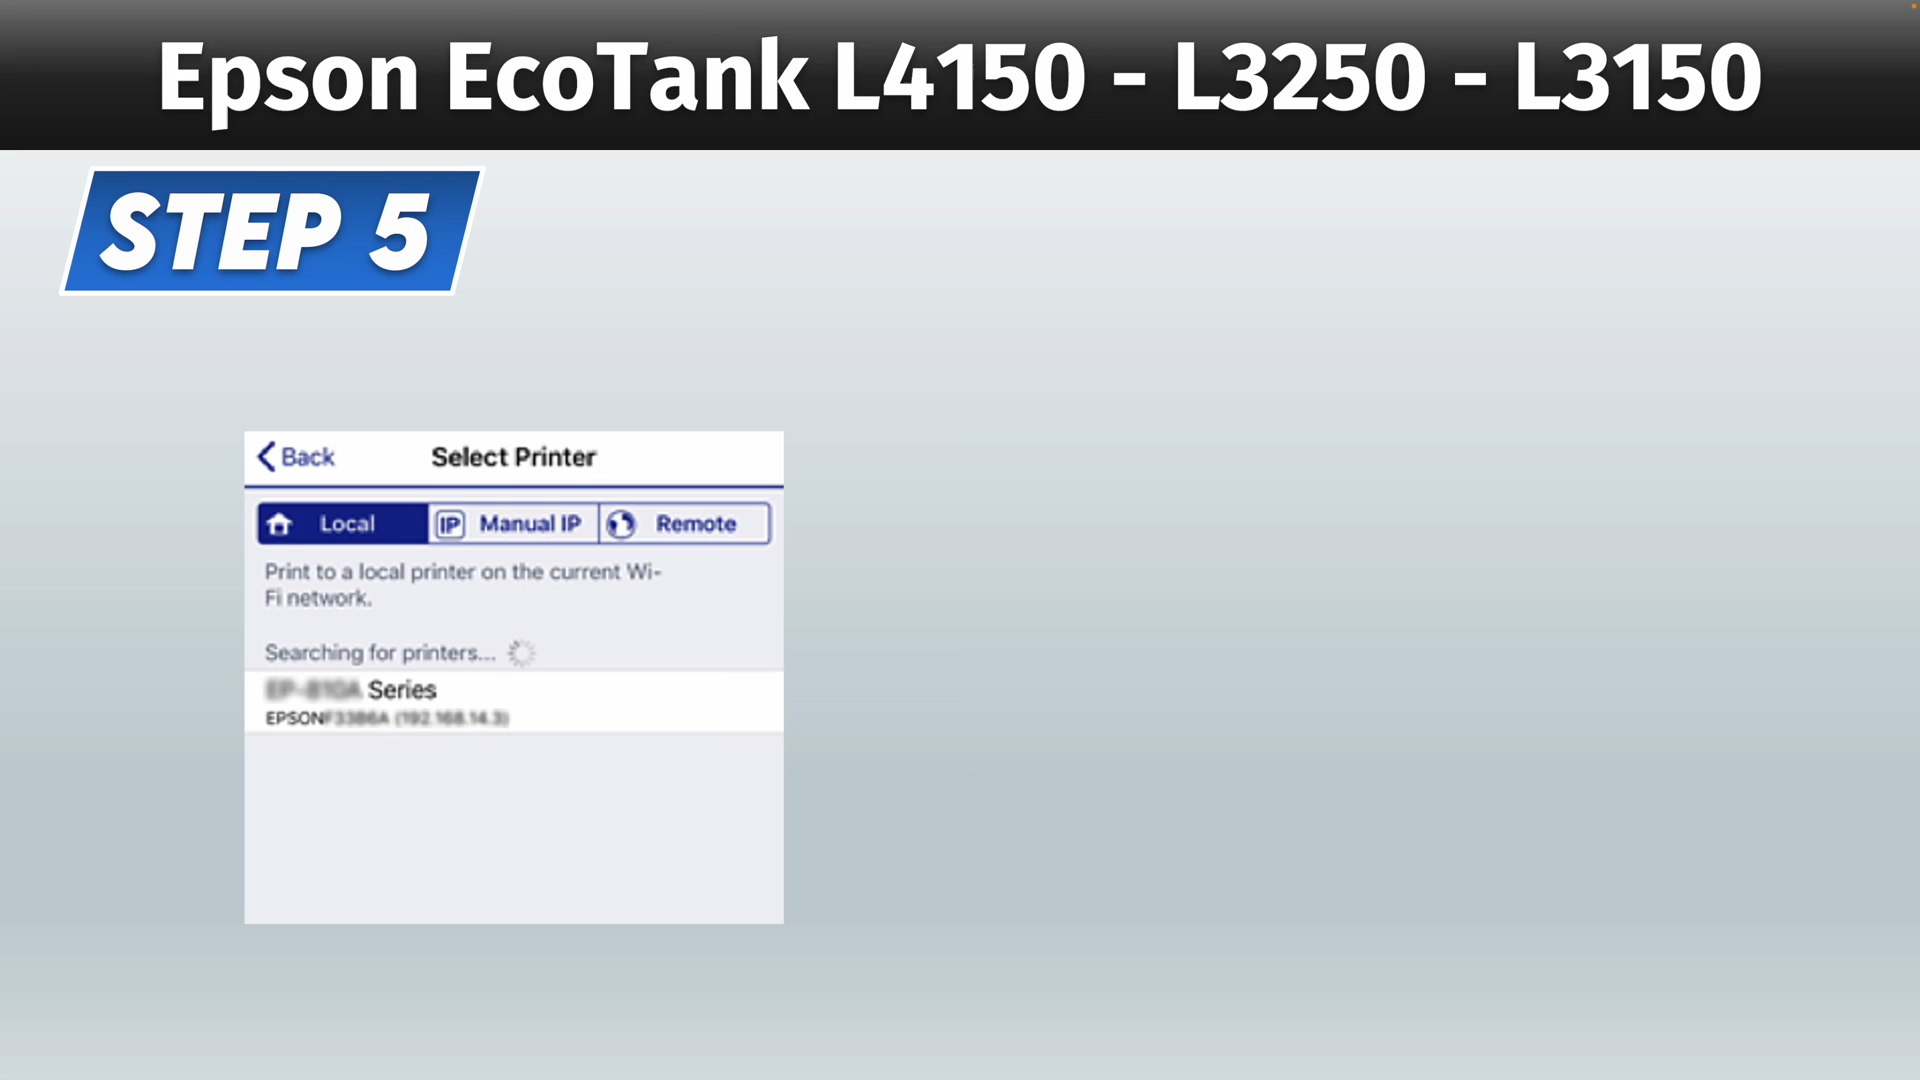 Epson EcoTank L4150 - L3250 - L3150
STEP 5
Back
Select Printer
Local
IP Manual IP
Remote
Print to a local printer on the current Wi-
Fi network.
Searching for printers...
Series
EPSON